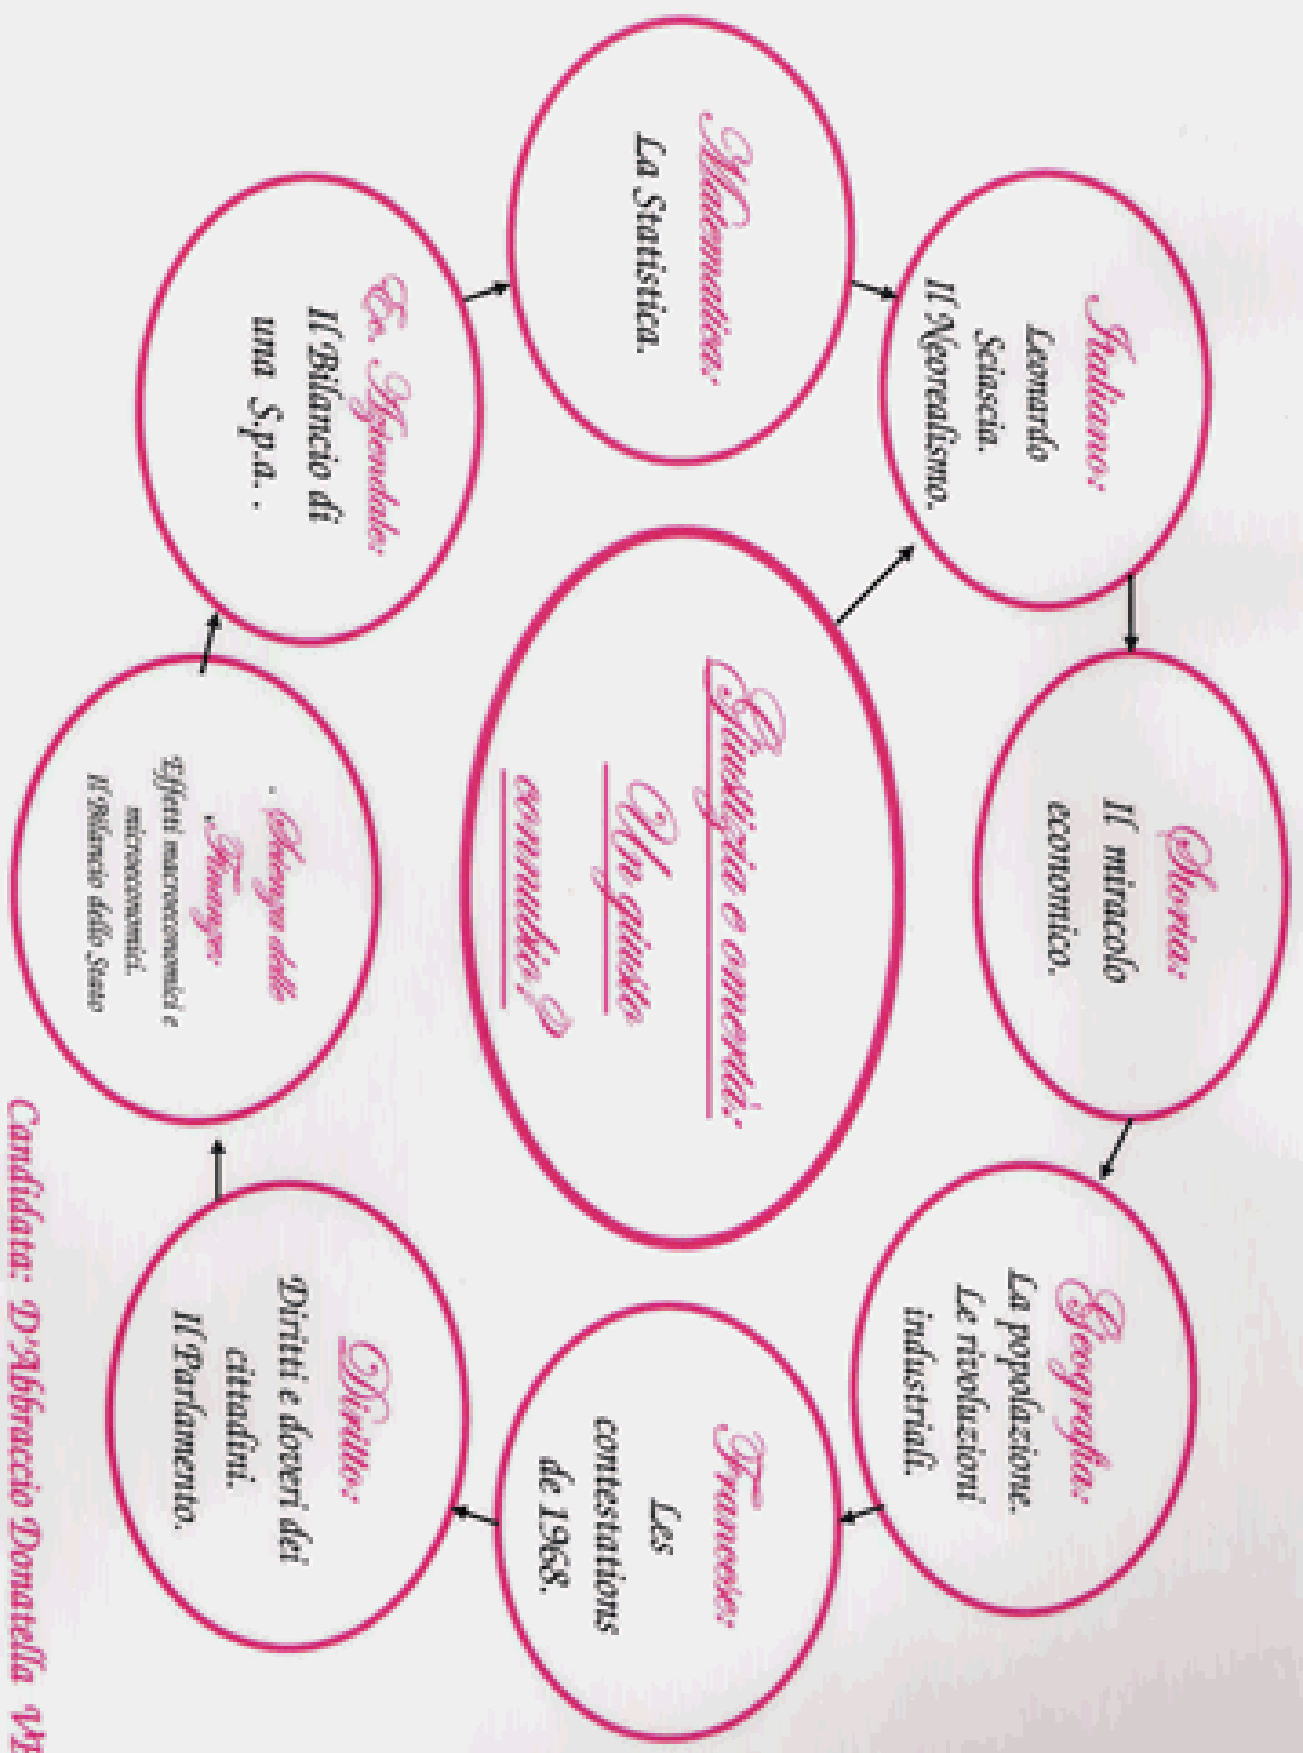 Italiano:
Leonardo
Sciascia.
Il Neorealismo.
Storia:
Il miracolo
economico.
Geografia:
La popolazione.
Le rivoluzioni
industriali.
Francese:
Les
contestations
de 1968.
Diritto:
Diritti e doveri dei
cittadini.
Il Parlamento.
Scienza delle
Finanze:
Effetti macroeconomici e
microeconomici.
Il Bilancio dello Stato
Ec. Aziendale:
Il Bilancio di
una S.p.a. .
Matematica:
La Statistica.
Giustizia e omertà:
Un giusto
connubio?
Candidata: D'Abbraccio Donatella